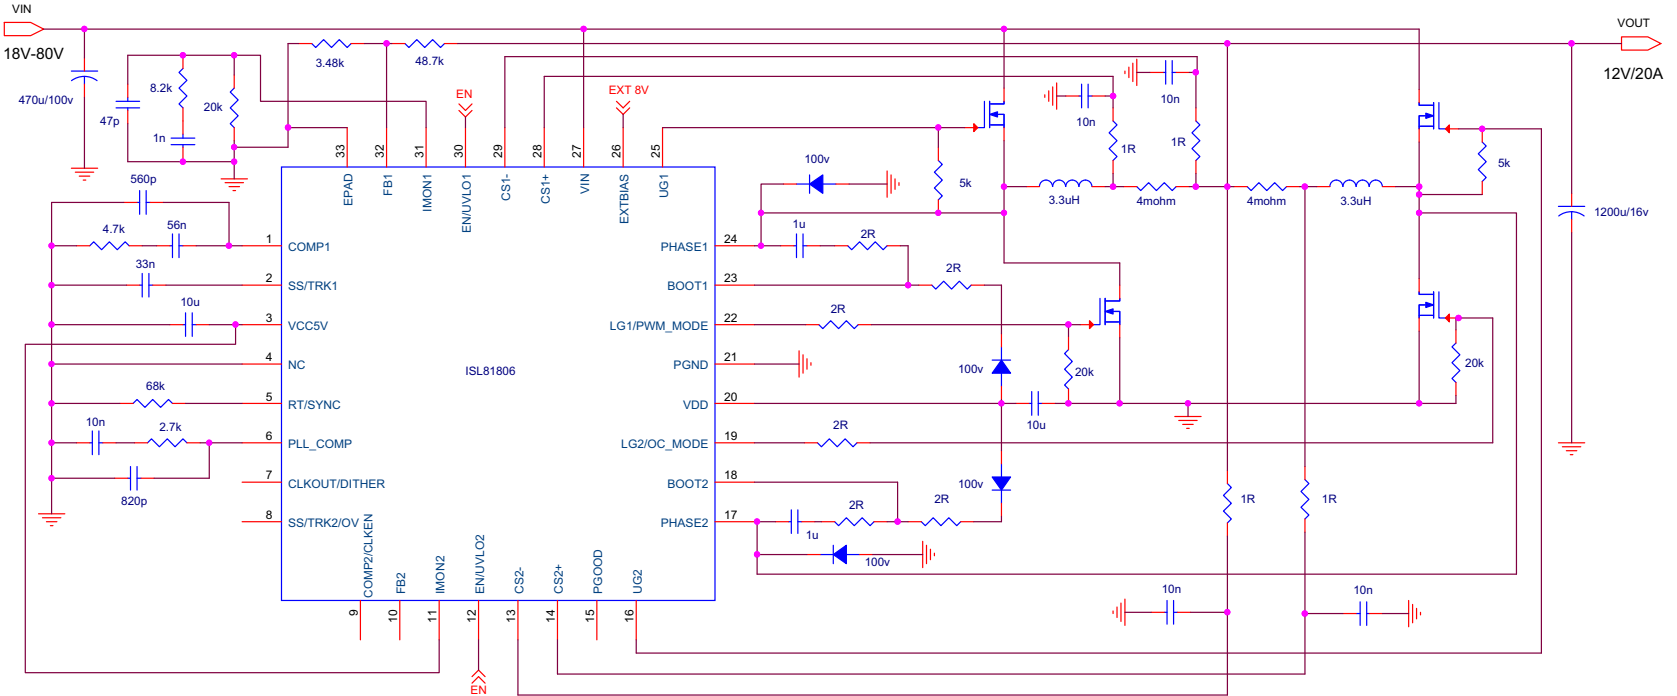 VIN
18V-80V
470u/100v
47p
8.2k
1n
20k
3.48k
48.7k
EN
EXT 8V
VOUT
12V/20A
1200u/16v
33
32
31
30
29
28
27
26
25
EPAD
FB1
IMON1
EN/UVLO1
CS1-
CS1+
VIN
EXTBIAS
UG1
10n
10n
1R
1R
5k
5k
100v
3.3uH
4mohm
4mohm
3.3uH
560p
4.7k
56n
33n
10u
68k
10n
2.7k
820p
1 COMP1
2 SS/TRK1
3 VCC5V
4 NC
5 RT/SYNC
6 PLL_COMP
7 CLKOUT/DITHER
8 SS/TRK2/OV
ISL81806
PHASE1 24
BOOT1 23
LG1/PWM_MODE 22
PGND 21
VDD 20
LG2/OC_MODE 19
BOOT2 18
PHASE2 17
1u
2R
2R
2R
100v
20k
20k
10u
2R
100v
2R
2R
1u
100v
1R
1R
10n
10n
COMP2/CLKEN
FB2
IMON2
EN/UVLO2
CS2-
CS2+
PGOOD
UG2
9
10
11
12
13
14
15
16
EN